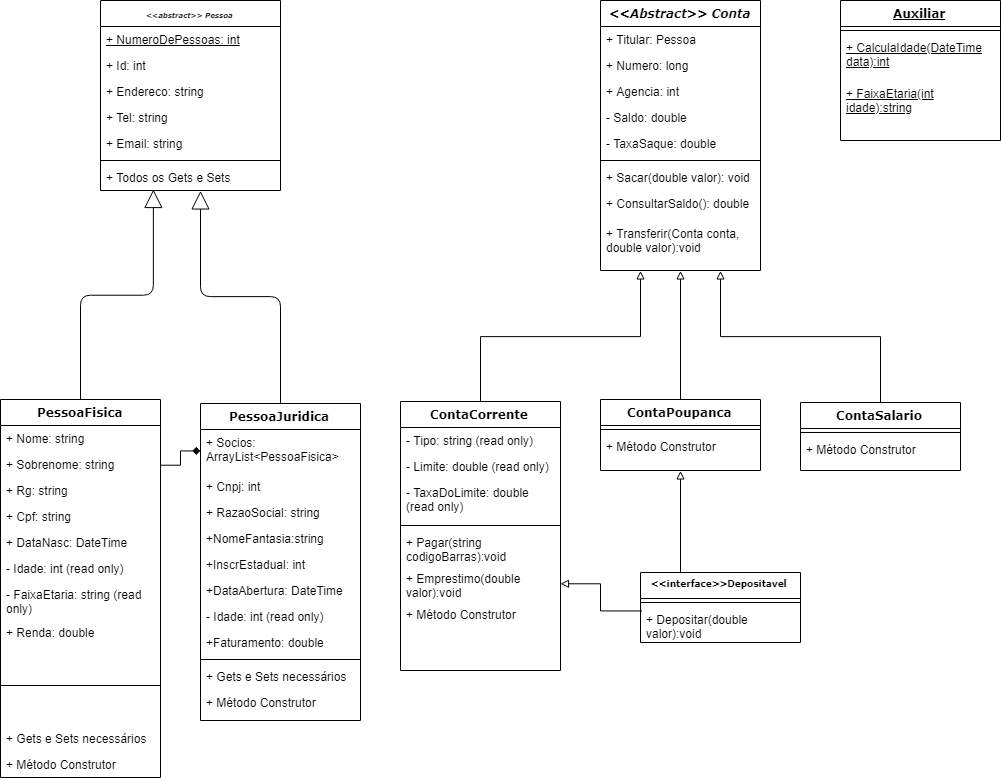 <<abstract>> Pessoa
+ NumeroDePessoas: int
+ Id: int
+ Endereco: string
+ Tel: string
+ Email: string
+ Todos os Gets e Sets
<<Abstract>> Conta
+ Titular: Pessoa
+ Numero: long
+ Agencia: int
- Saldo: double
- TaxaSaque: double
+ Sacar(double valor): void
+ ConsultarSaldo(): double
+ Transferir(Conta conta,
double valor):void
Auxiliar
+ CalculaIdade(DateTime
data):int
+ FaixaEtaria(int
idade):string
PessoaFisica
+ Nome: string
+ Sobrenome: string
+ Rg: string
+ Cpf: string
+ DataNasc: DateTime
- Idade: int (read only)
- FaixaEtaria: string (read
only)
+ Renda: double
+ Gets e Sets necessários
+ Método Construtor
PessoaJuridica
+ Socios:
ArrayList<PessoaFisica>
+ Cnpj: int
+ RazaoSocial: string
+NomeFantasia:string
+InscrEstadual: int
+DataAbertura: DateTime
- Idade: int (read only)
+Faturamento: double
+ Gets e Sets necessários
+ Método Construtor
ContaCorrente
- Tipo: string (read only)
- Limite: double (read only)
- TaxaDoLimite: double
(read only)
+ Pagar(string
codigoBarras):void
+ Emprestimo(double
valor):void
+ Método Construtor
ContaPoupanca
+ Método Construtor
ContaSalario
+ Método Construtor
<<interface>>Depositavel
+ Depositar(double
valor):void